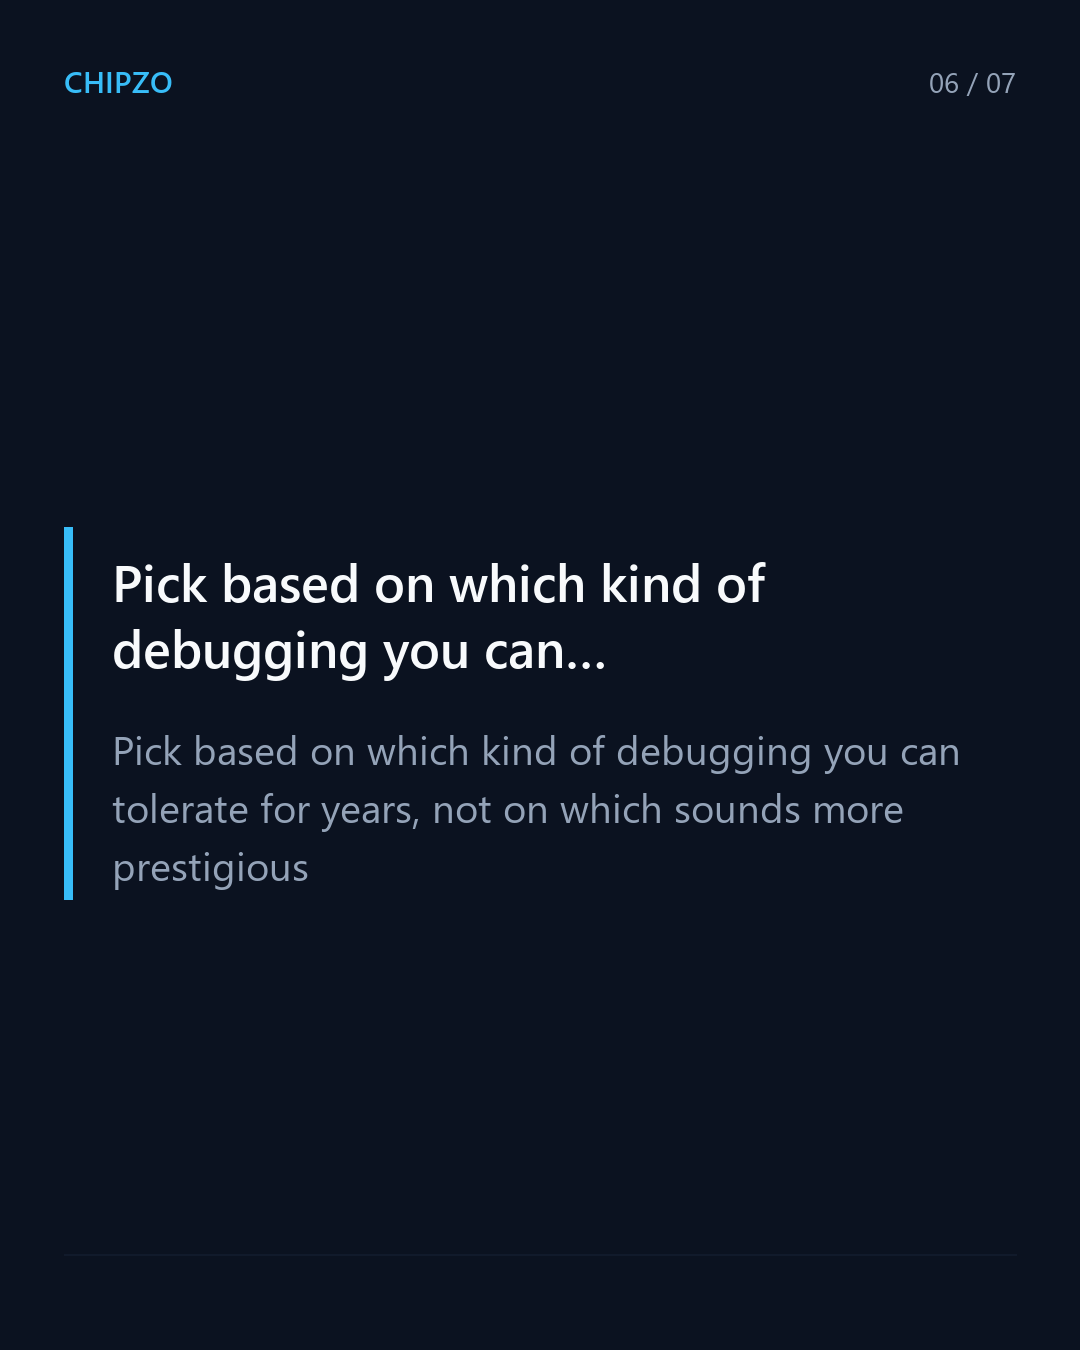 CHIPZO
06 / 07
Pick based on which kind of
debugging you can...
Pick based on which kind of debugging you can
tolerate for years, not on which sounds more
prestigious